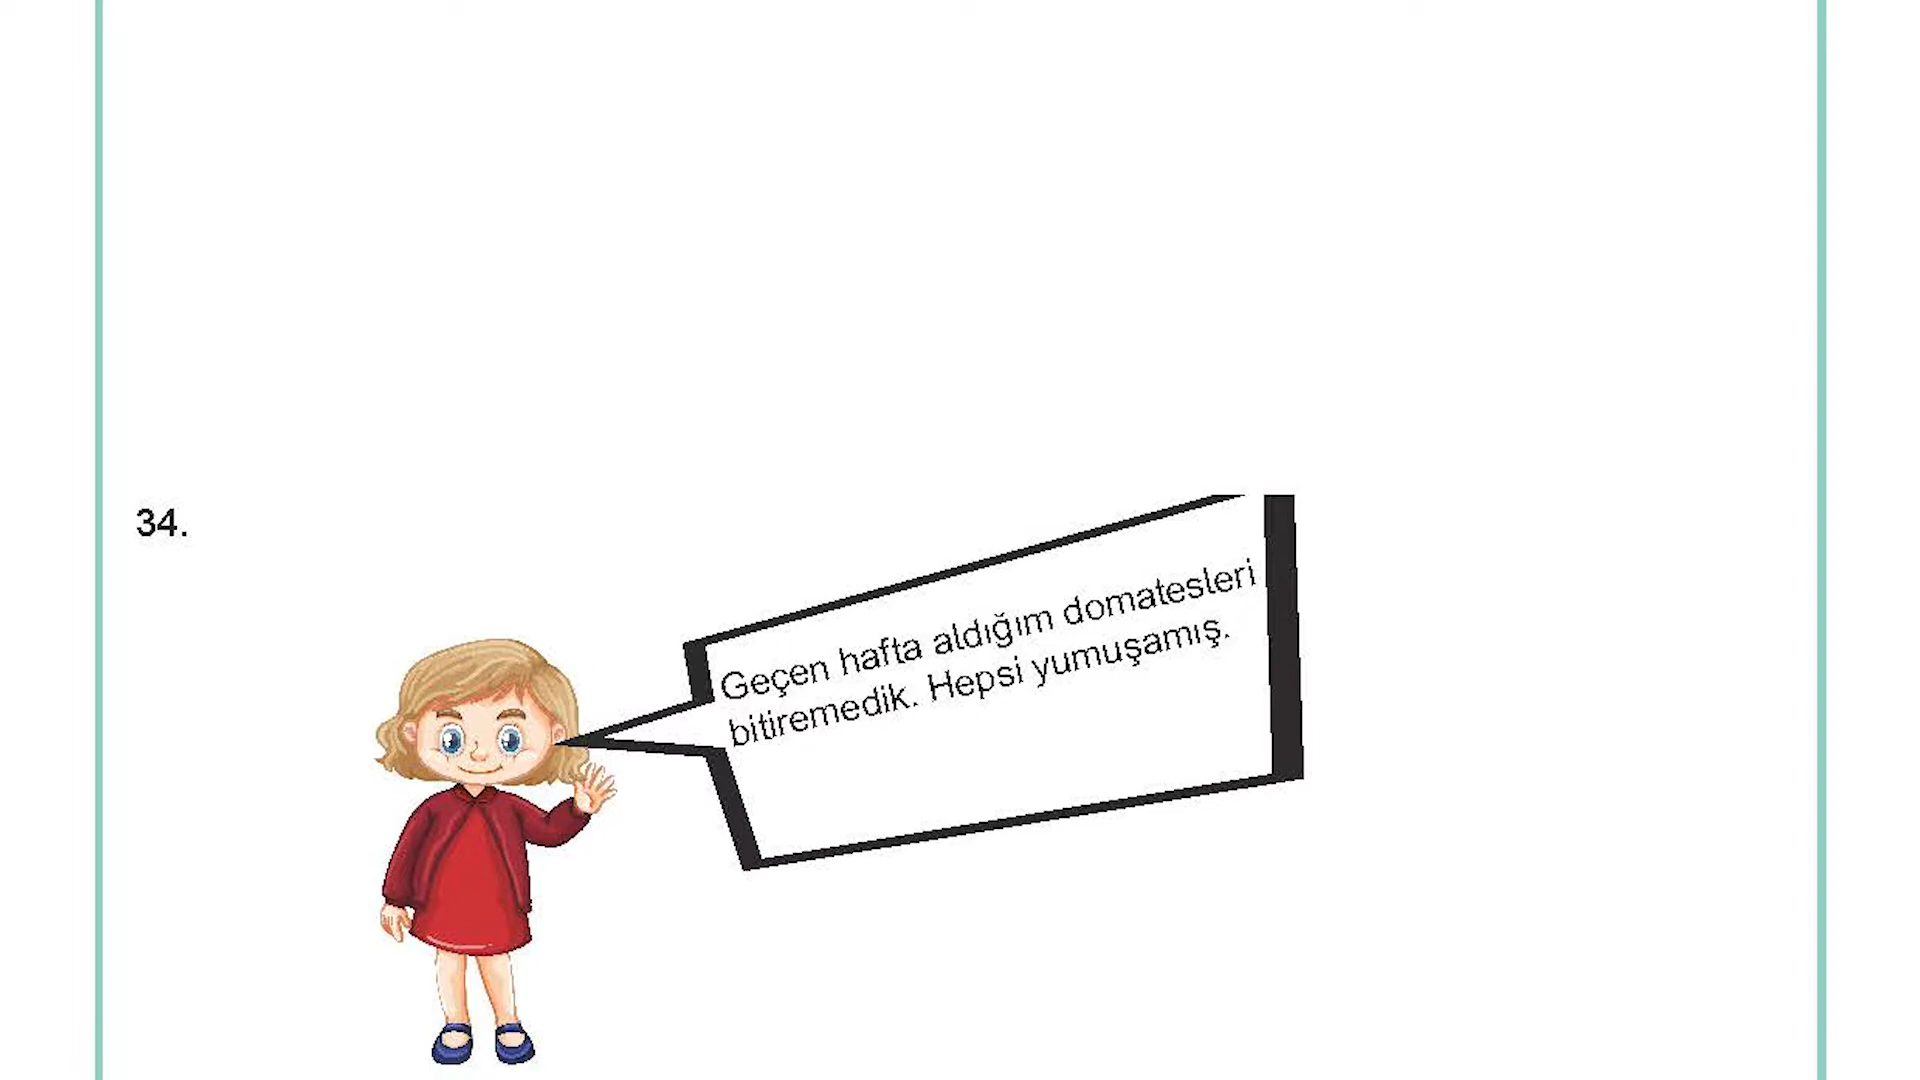 34.
Geçen hafta aldığım domatesleri
bitiremedik. Hepsi yumuşamış.